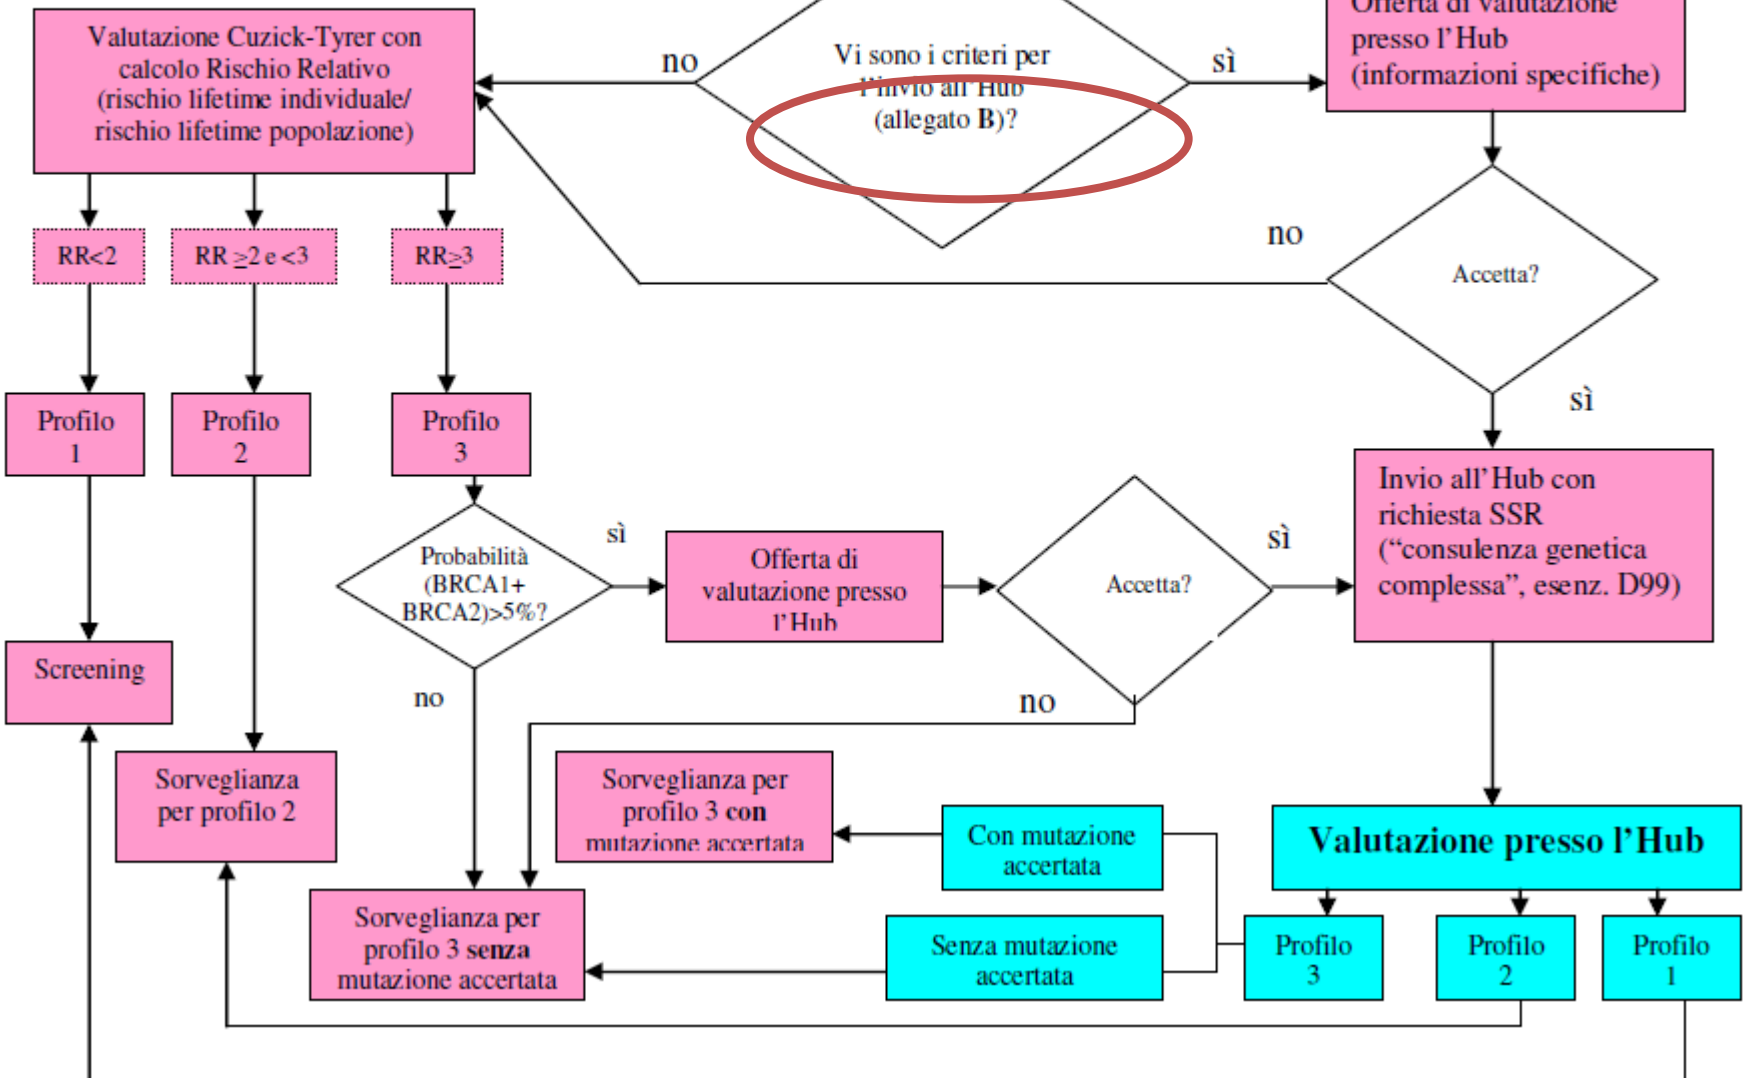 Valutazione Cuzick-Tyrer con
calcolo Rischio Relativo
(rischio lifetime individuale/
rischio lifetime popolazione)
no
Vi sono i criteri per
l'invio all'Hub
(allegato B)?
sì
Offerta di valutazione
presso l'Hub
(informazioni specifiche)
RR<2
RR ≥2 e <3
RR≥3
no
Accetta?
sì
Profilo
1
Profilo
2
Profilo
3
Probabilità
(BRCA1+
BRCA2)>5%?
sì
Offerta di
valutazione presso
l'Hub
Accetta?
sì
Invio all'Hub con
richiesta SSR
("consulenza genetica
complessa", esenz. D99)
Screening
no
no
Sorveglianza
per profilo 2
Sorveglianza per
profilo 3 con
mutazione accertata
Con mutazione
accertata
Valutazione presso l'Hub
Sorveglianza per
profilo 3 senza
mutazione accertata
Senza mutazione
accertata
Profilo
3
Profilo
2
Profilo
1